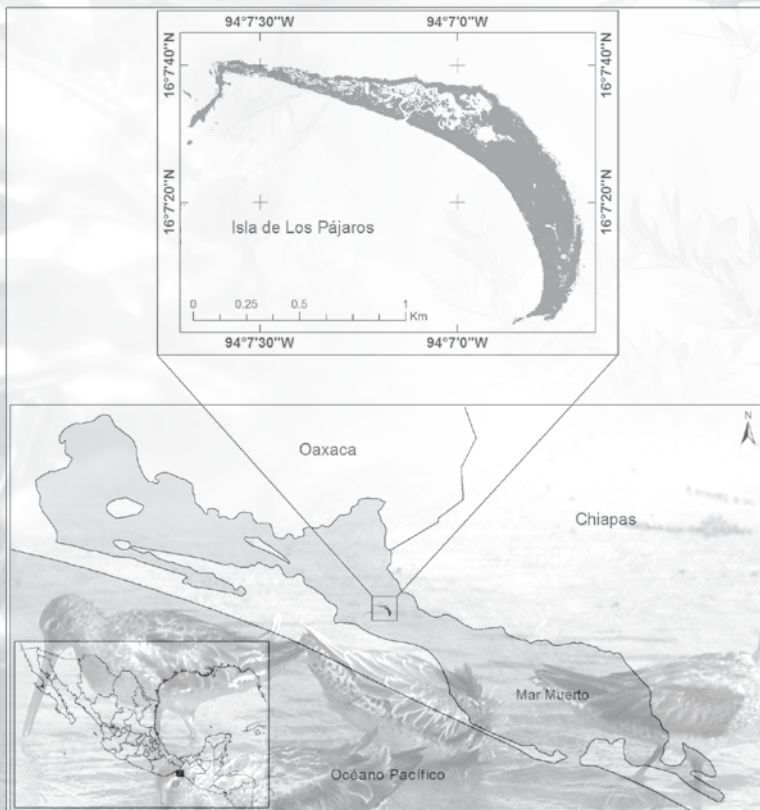 94°7'30"W 94°7'0"W
16°7'40"N 16°7'40"N
16°7'20"N 16°7'20"N
Isla de Los Pájaros
0 0.25 0.5 1
Km
94°7'30"W 94°7'0"W
N
Oaxaca
Chiapas
Mar Muerto
Océano Pacífico